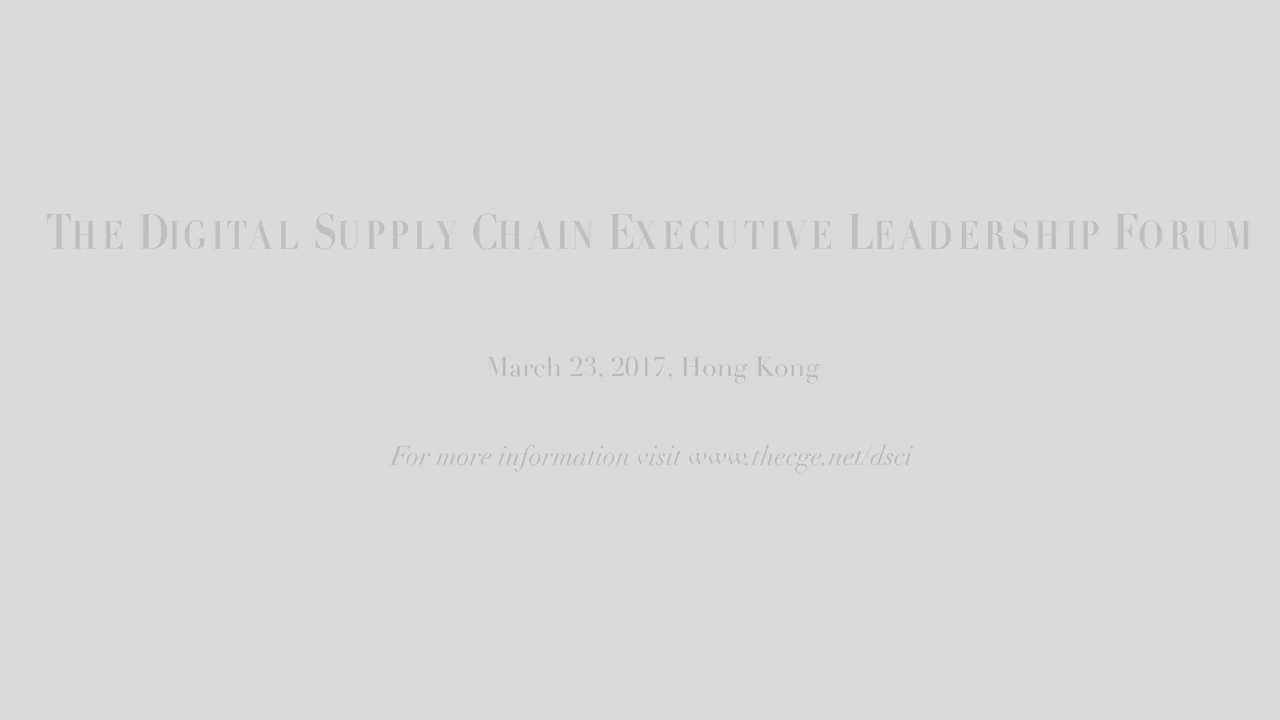 The Digital Supply Chain Executive Leadership Forum
March 23, 2017, Hong Kong
For more information visit www.thecge.net/dsci